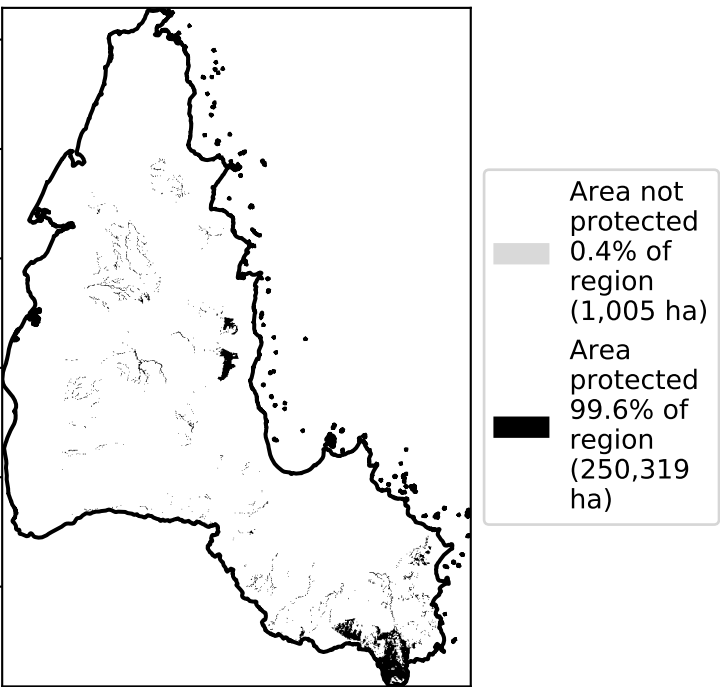 Area not
protected
0.4% of
region
(1,005 ha)
Area
protected
99.6% of
region
(250,319
ha)